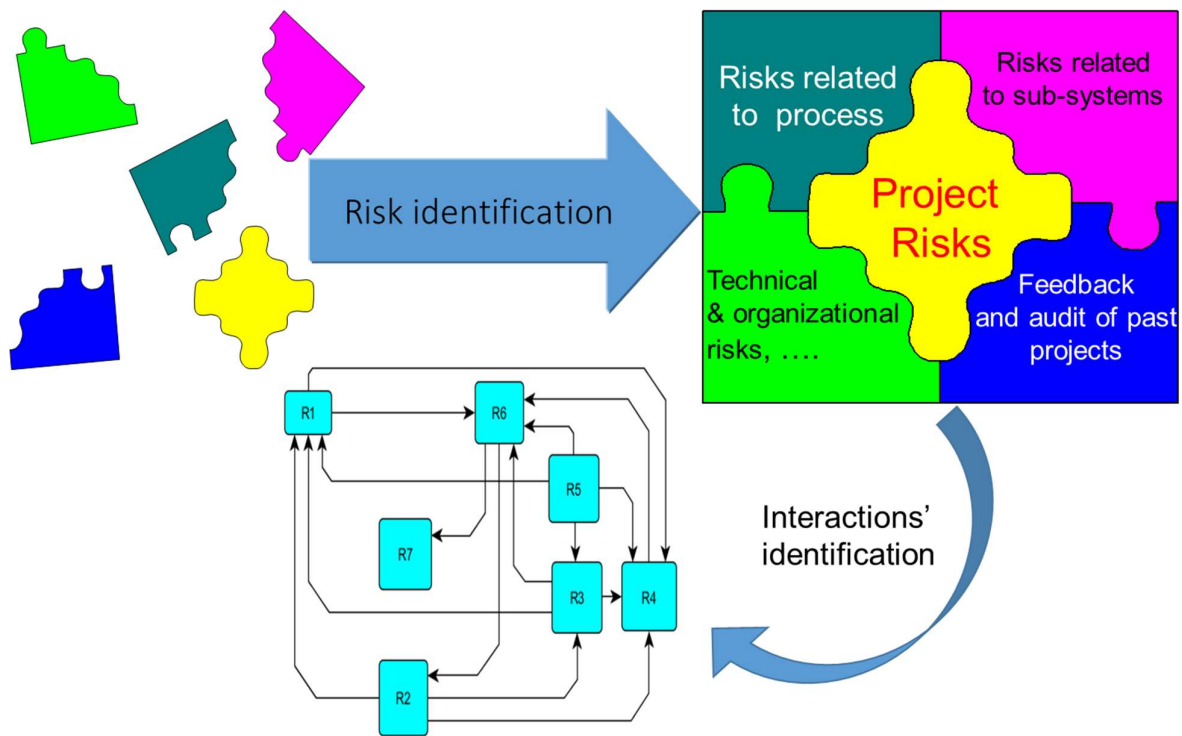 Risk identification
Risks related
to process
Risks related
to sub-systems
Project
Risks
Technical
& organizational
risks, ....
Feedback
and audit of past
projects
Interactions’
identification
R1
R6
R5
R7
R3
R4
R2